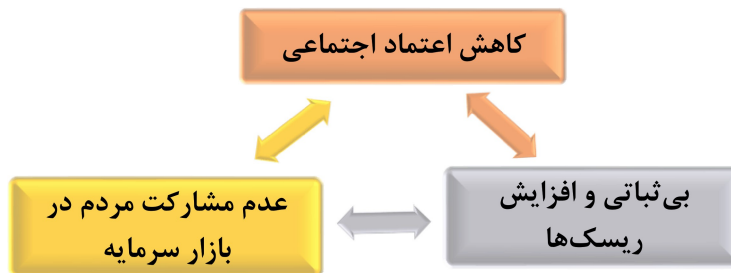 کاهش اعتماد اجتماعی
بی‌ثباتی و افزایش
ریسک‌ها
عدم مشارکت مردم در
بازار سرمایه